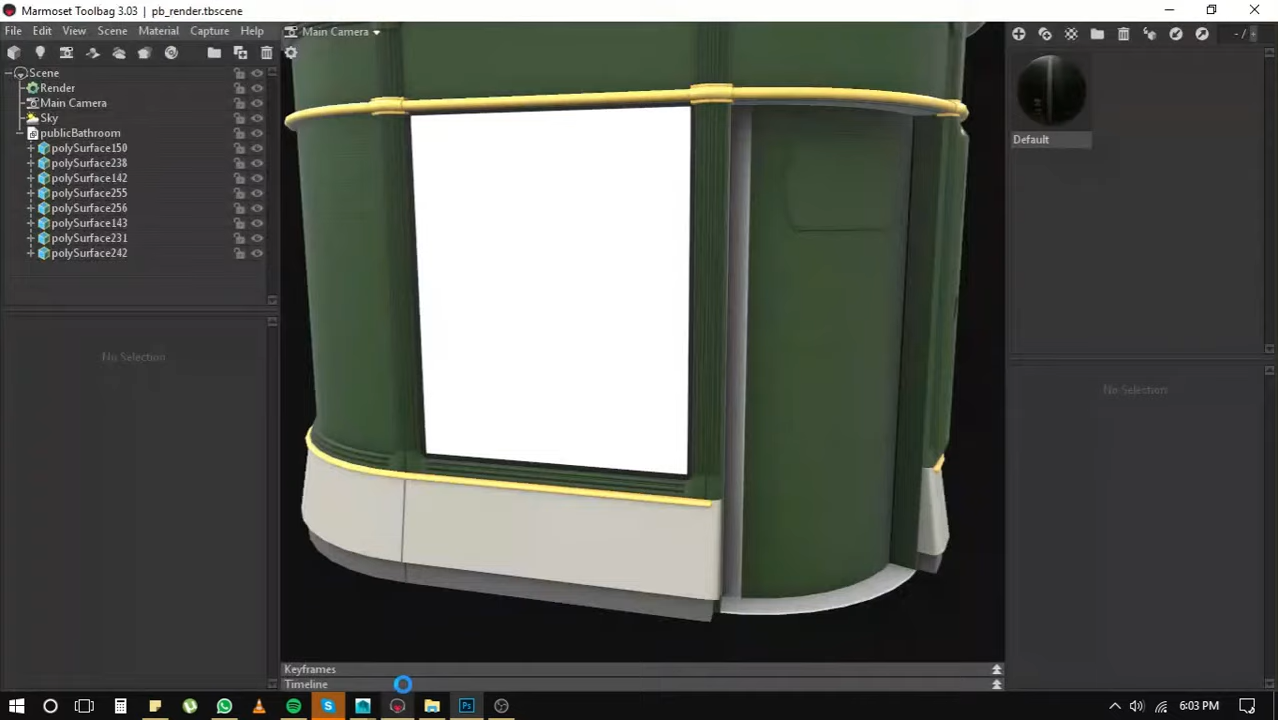 Marmoset Toolbag 3.03 | pb_render.tbscene
File Edit View Scene Material Capture Help
Main Camera
- / +
Scene
Render
Main Camera
Sky
publicBathroom
polySurface150
polySurface238
polySurface142
polySurface255
polySurface256
polySurface143
polySurface231
polySurface242
Default
No Selection
No Selection
Keyframes
Timeline
Ps
6:03 PM